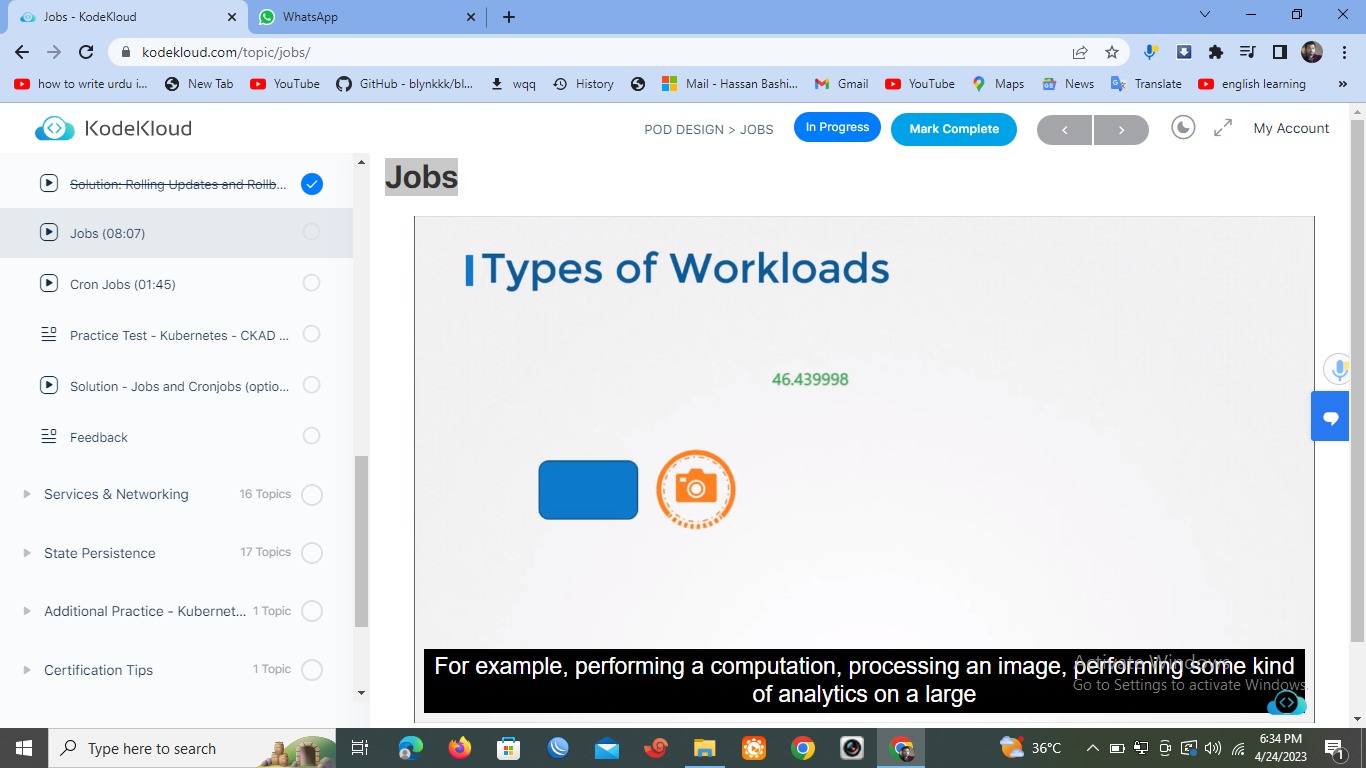 Jobs - KodeKloud
WhatsApp
kodekloud.com/topic/jobs/
how to write urdu i...
New Tab
YouTube
GitHub - blynkkk/bl...
wqq
History
Mail - Hassan Bashi...
Gmail
YouTube
Maps
News
Translate
english learning
KodeKloud
POD DESIGN > JOBS
In Progress
Mark Complete
My Account
Solution: Rolling Updates and Rollb...
Jobs (08:07)
Cron Jobs (01:45)
Practice Test - Kubernetes - CKAD ...
Solution - Jobs and Cronjobs (optio...
Feedback
Services & Networking 16 Topics
State Persistence 17 Topics
Additional Practice - Kubernet... 1 Topic
Certification Tips 1 Topic
Jobs
Types of Workloads
46.439998
For example, performing a computation, processing an image, performing some kind
of analytics on a large
Activate Windows
Go to Settings to activate Windows.
Type here to search
36°C
6:34 PM
4/24/2023
1